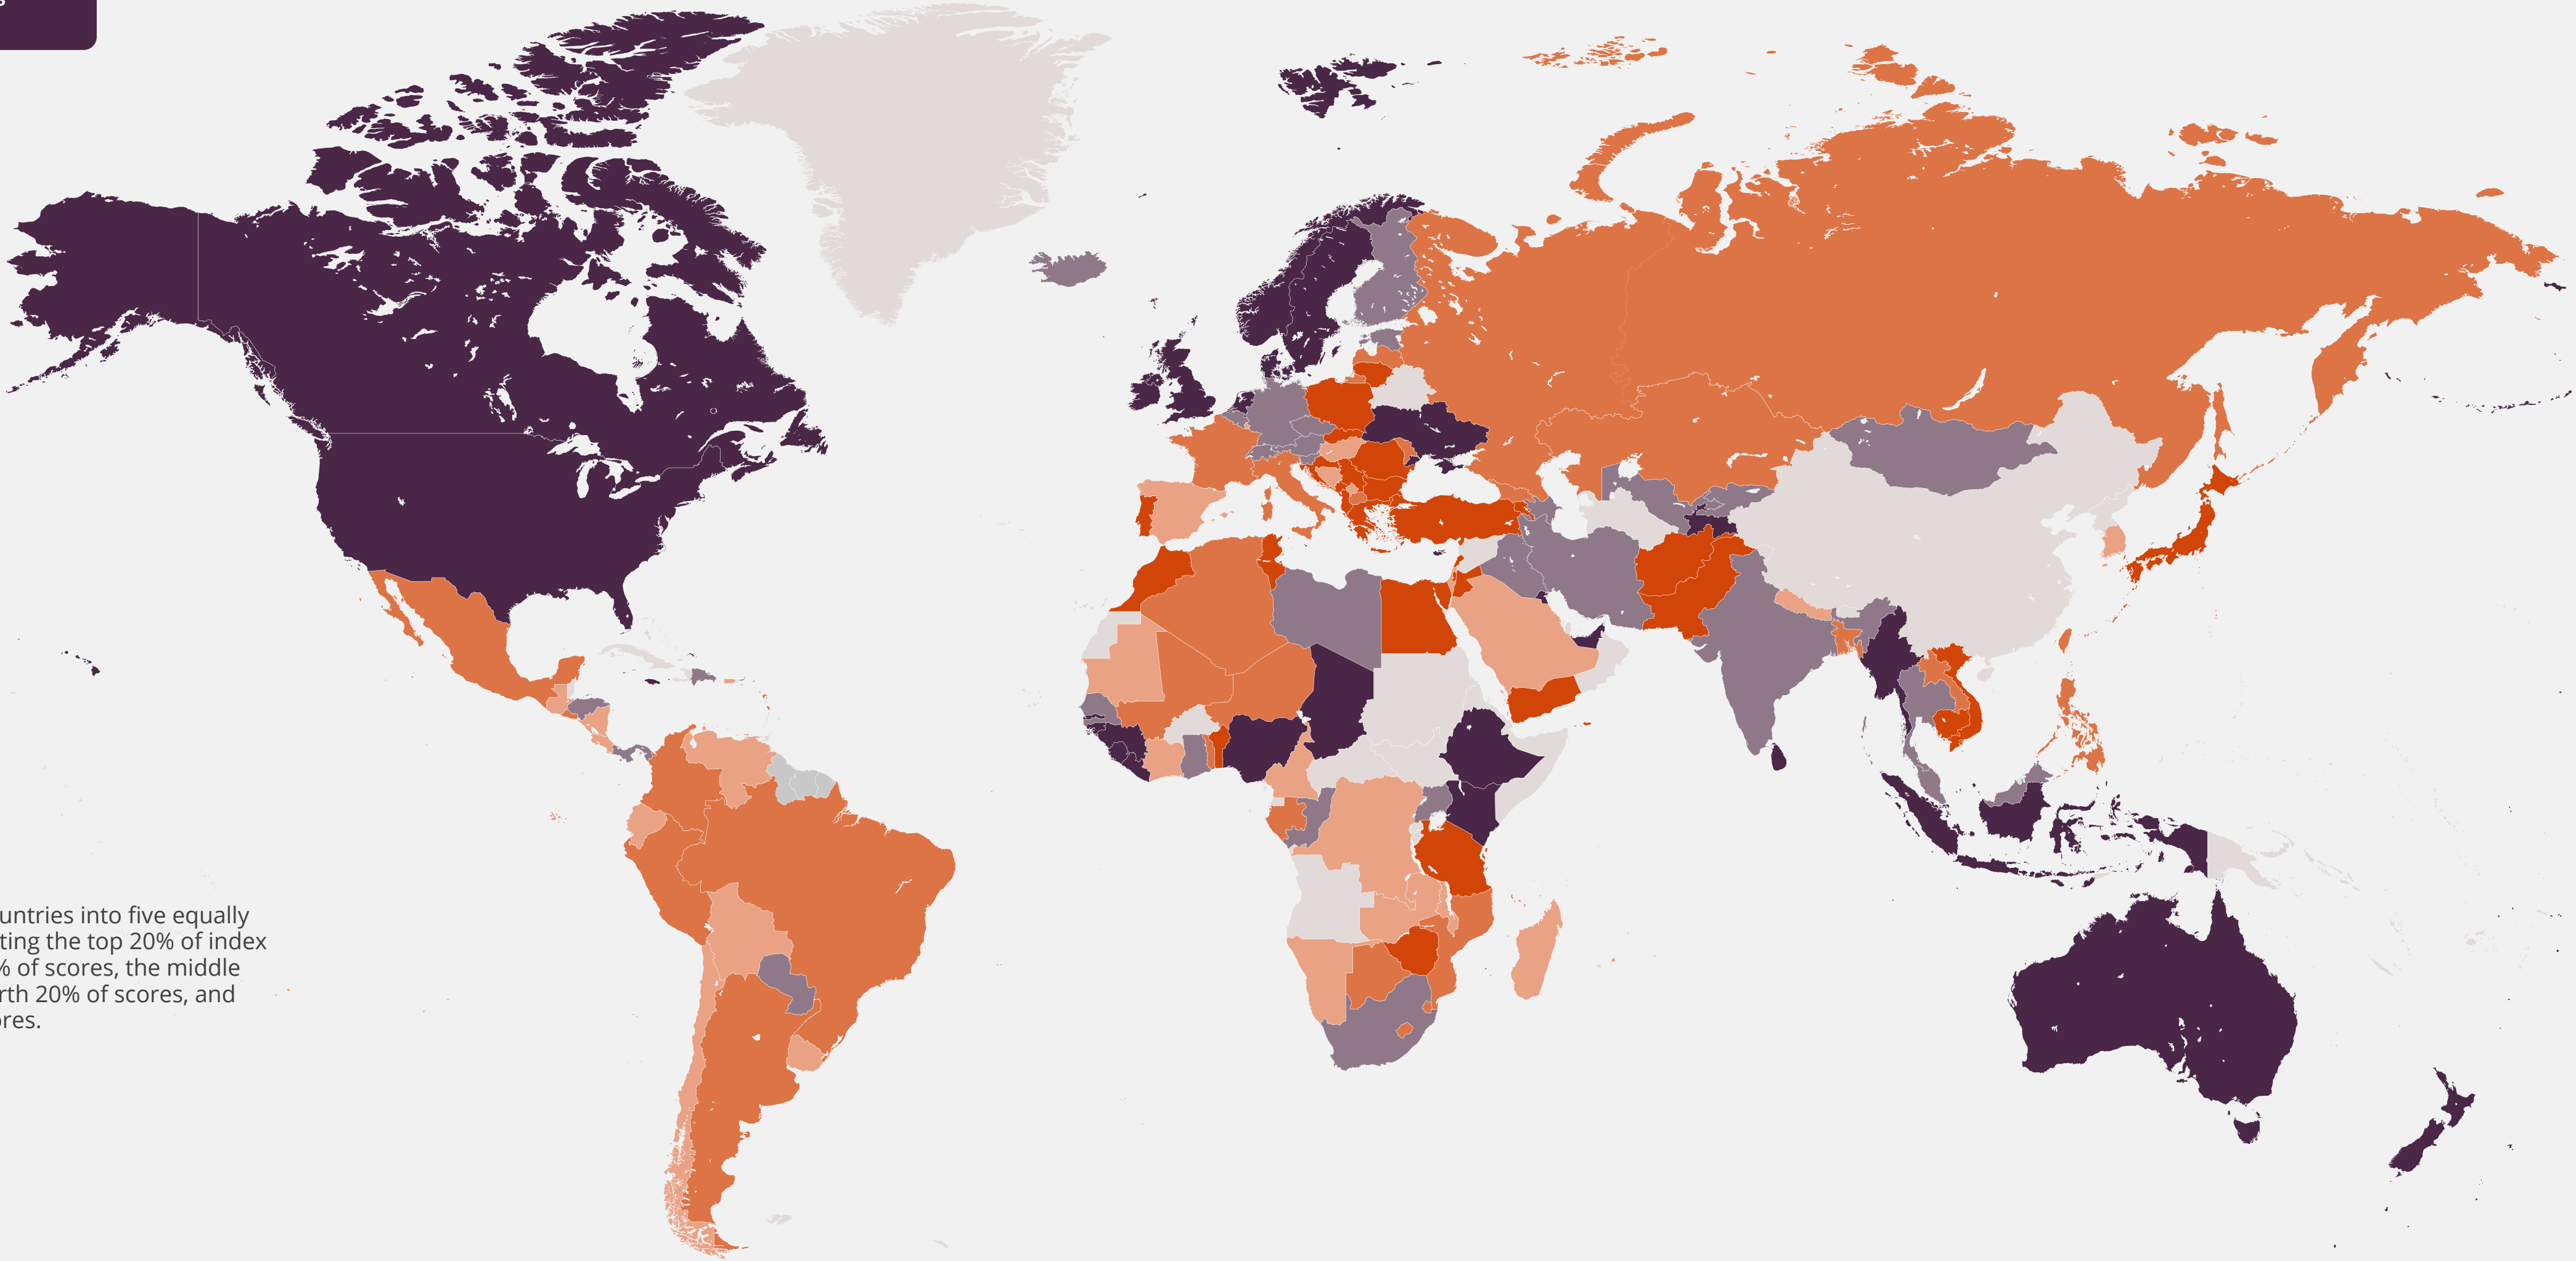 untries into five equally
ting the top 20% of index
% of scores, the middle
rth 20% of scores, and
ores.